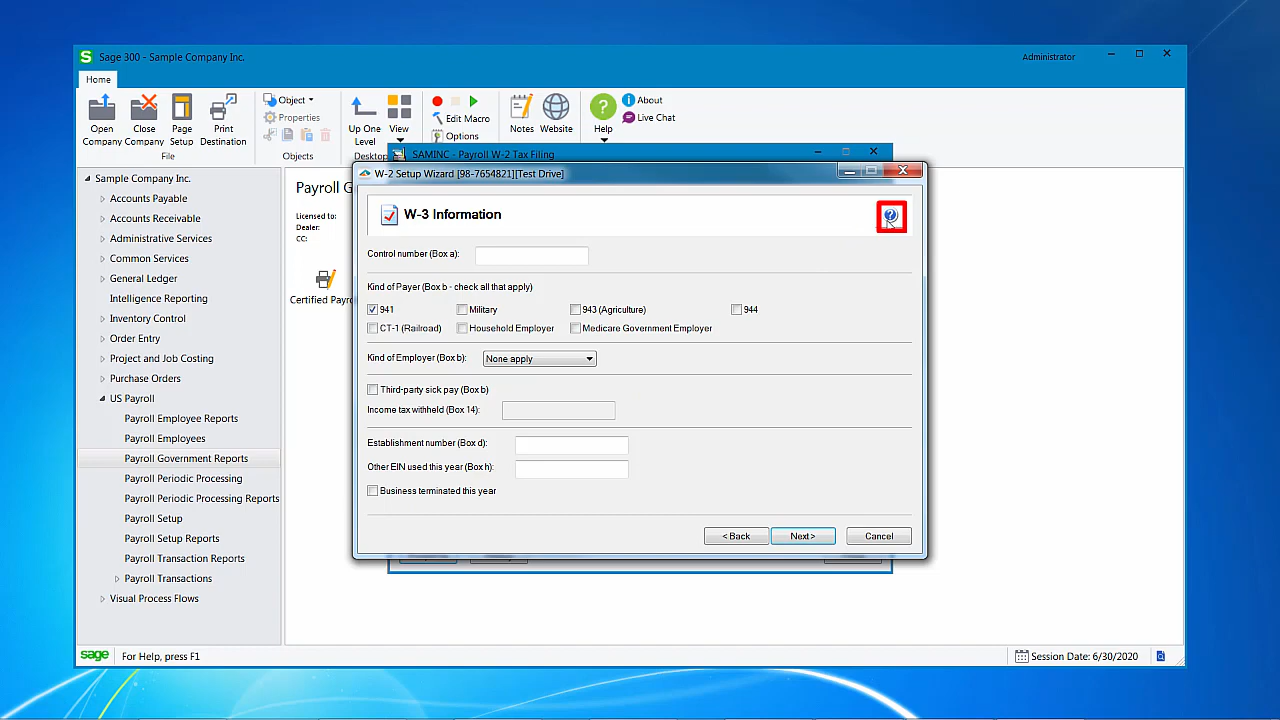 Sage 300 - Sample Company Inc.
Administrator
Home
Open Company
Close Company
Page Setup
Print Destination
File
Object
Properties
Objects
Up One Level
View
Desktop
Edit Macro
Options
Notes
Website
Help
About
Live Chat
Sample Company Inc.
Accounts Payable
Accounts Receivable
Administrative Services
Common Services
General Ledger
Intelligence Reporting
Inventory Control
Order Entry
Project and Job Costing
Purchase Orders
US Payroll
Payroll Employee Reports
Payroll Employees
Payroll Government Reports
Payroll Periodic Processing
Payroll Periodic Processing Reports
Payroll Setup
Payroll Setup Reports
Payroll Transaction Reports
Payroll Transactions
Visual Process Flows
Payroll G
Licensed to:
Dealer:
CC:
Certified Payro
SAMINC - Payroll W-2 Tax Filing
W-2 Setup Wizard [98-7654821][Test Drive]
W-3 Information
Control number (Box a):
Kind of Payer (Box b - check all that apply)
941
Military
943 (Agriculture)
944
CT-1 (Railroad)
Household Employer
Medicare Government Employer
Kind of Employer (Box b):
None apply
Third-party sick pay (Box b)
Income tax withheld (Box 14):
Establishment number (Box d):
Other EIN used this year (Box h):
Business terminated this year
< Back
Next >
Cancel
sage
For Help, press F1
Session Date: 6/30/2020